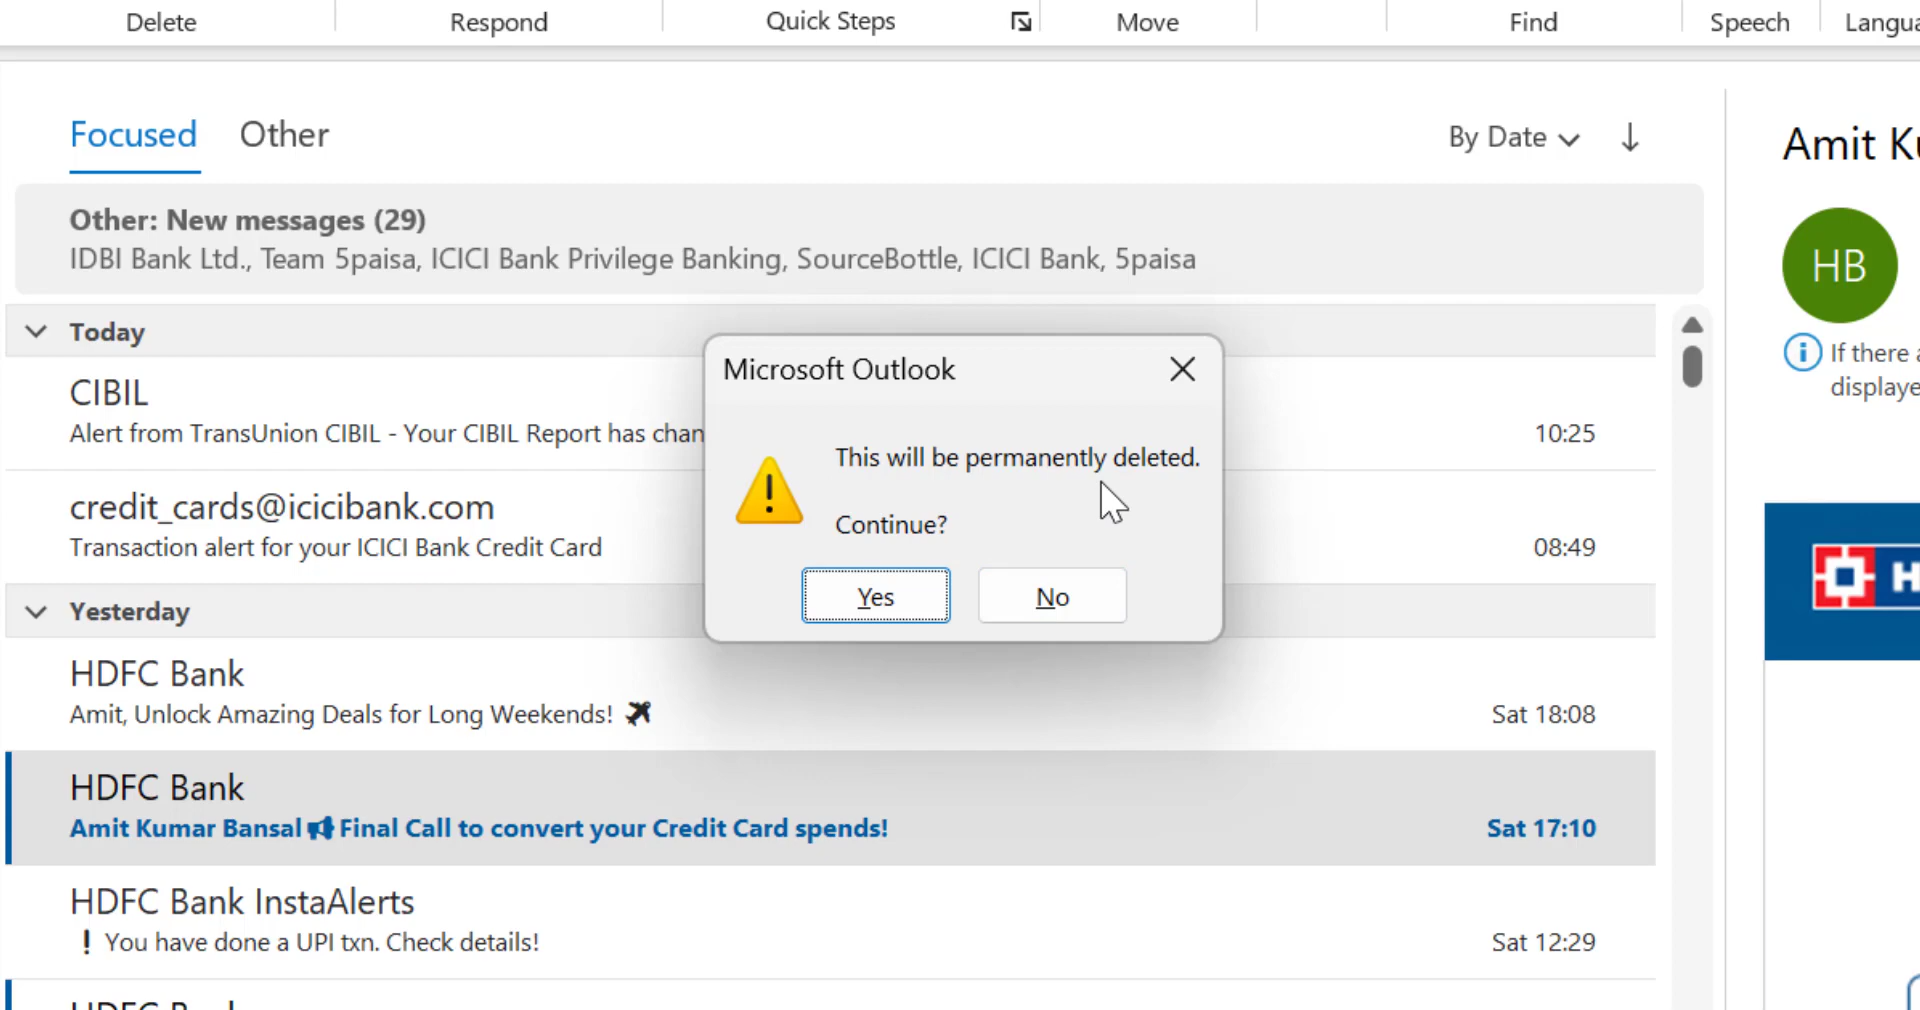 Delete Respond Quick Steps Move Find Speech
Focused Other By Date
Amit
Other: New messages (29)
IDBI Bank Ltd., Team 5paisa, ICICI Bank Privilege Banking, SourceBottle, ICICI Bank, 5paisa
HB
If there
Today
CIBIL
Alert from TransUnion CIBIL - Your CIBIL Report has 10:25
credit_cards@icicibank.com
Transaction alert for your ICICI Bank Credit Card 08:49
Microsoft Outlook
This will be permanently deleted.
Continue?
Yes No
Yesterday
HDFC Bank
Amit, Unlock Amazing Deals for Long Weekends! Sat 18:08
HDFC Bank
Amit Kumar Bansal Final Call to convert your Credit Card spends! Sat 17:10
HDFC Bank InstaAlerts
! You have done a UPI txn. Check details! Sat 12:29